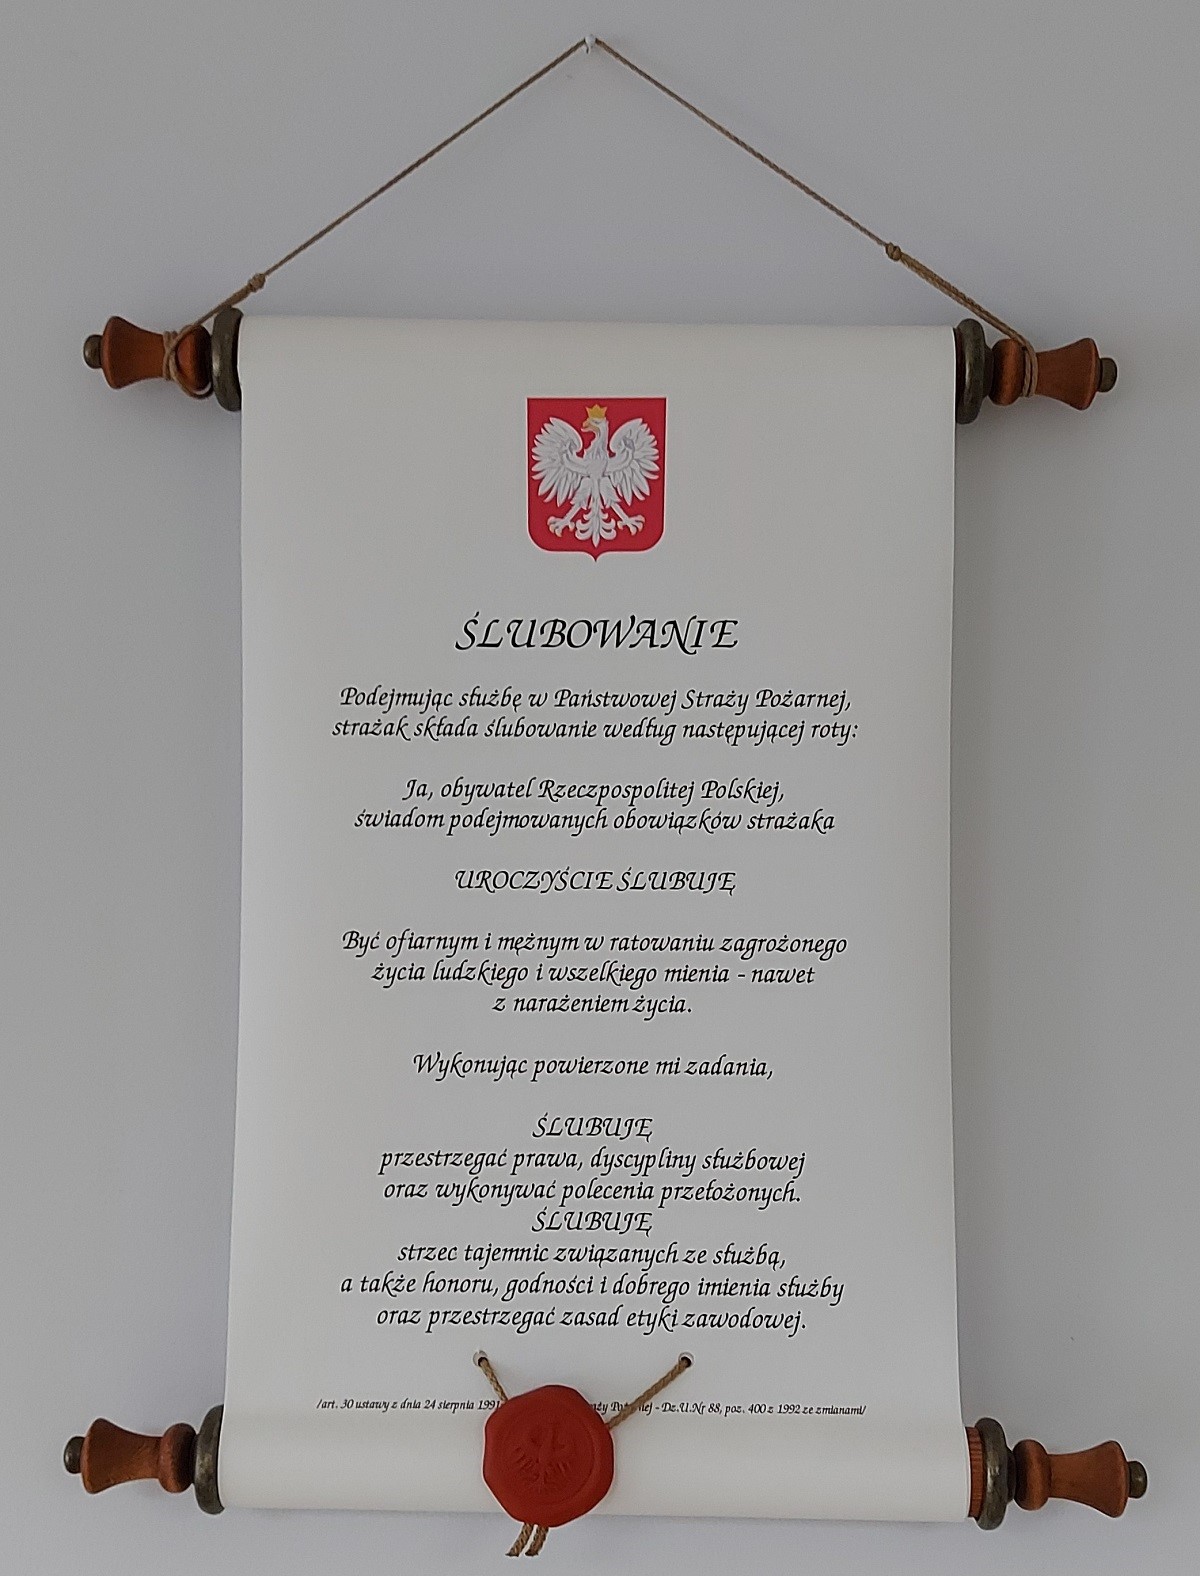 ŚLUBOWANIE
Podejmując służbę w Państwowej Straży Pożarnej,
strażak składa ślubowanie według następującej roty:
Ja, obywatel Rzeczpospolitej Polskiej,
świadom podejmowanych obowiązków strażaka
UROCZYŚCIE ŚLUBUJĘ
Być ofiarnym i mężnym w ratowaniu zagrożonego
życia ludzkiego i wszelkiego mienia - nawet
z narażeniem życia.
Wykonując powierzone mi zadania,
ŚLUBUJĘ
przestrzegać prawa, dyscypliny służbowej
oraz wykonywać polecenia przełożonych.
ŚLUBUJĘ
strzec tajemnic związanych ze służbą,
a także honoru, godności i dobrego imienia służby
oraz przestrzegać zasad etyki zawodowej.
/art. 30 ustawy z dnia 24 sierpnia 1991 - Dz.U.Nr 88, poz. 400 z 1992 ze zmianami/